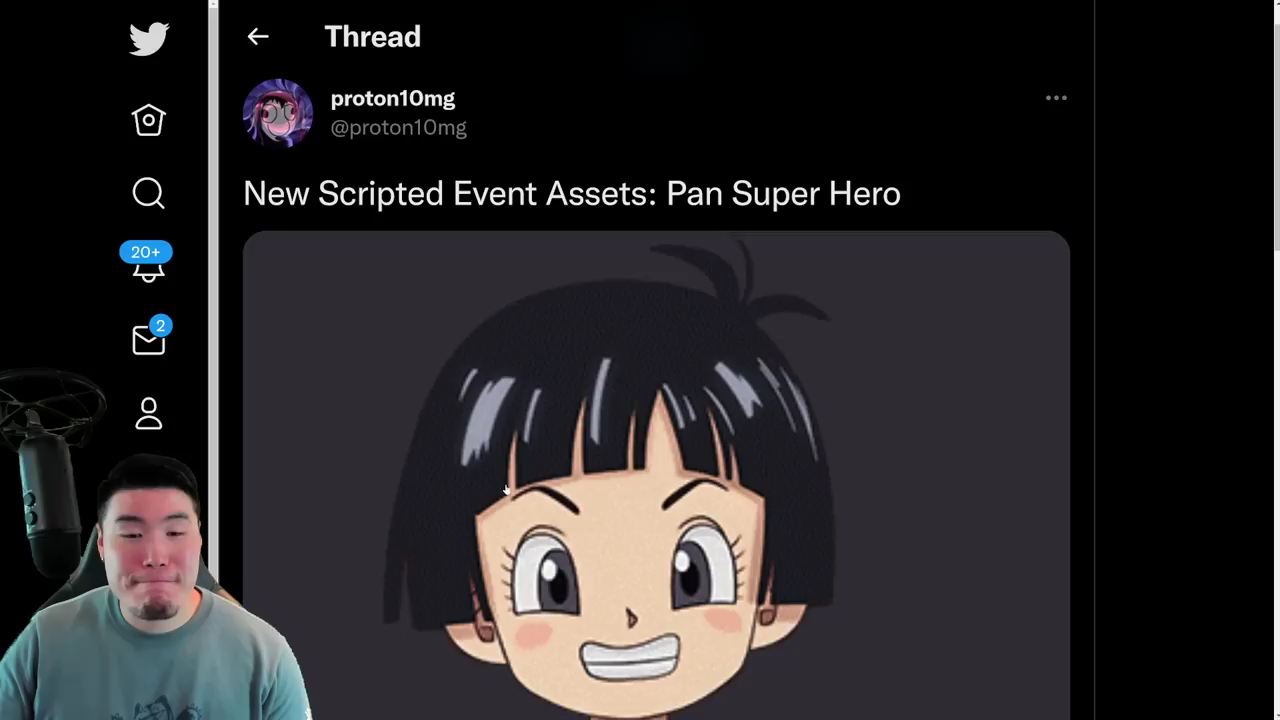 Thread
proton10mg
@proton10mg
New Scripted Event Assets: Pan Super Hero
20+
2